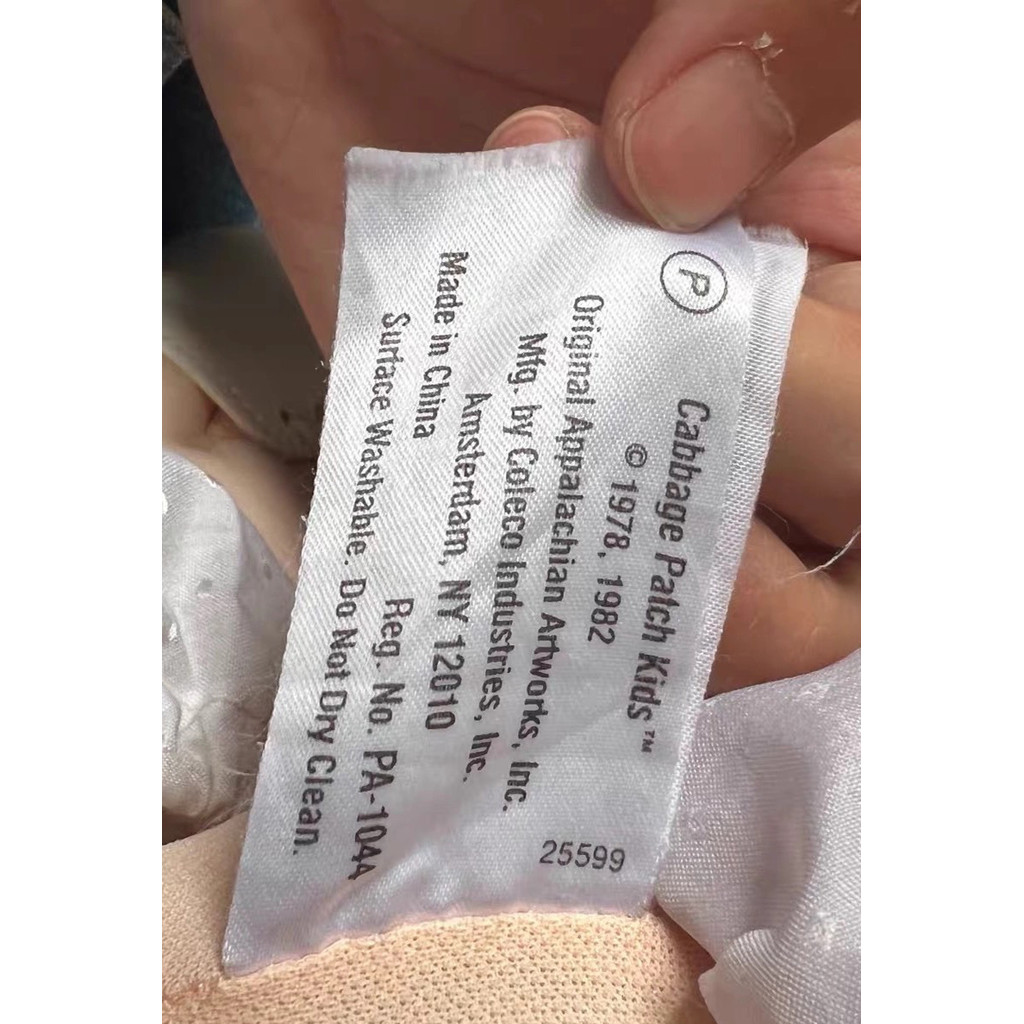 P
Cabbage Patch Kids™
© 1978, 1982
Original Appalachian Artworks, Inc.
Mfg. by Coleco Industries, Inc.
Amsterdam, NY 12010
Made in China
Reg. No. PA-1044
Surface Washable. Do Not Dry Clean.
25599